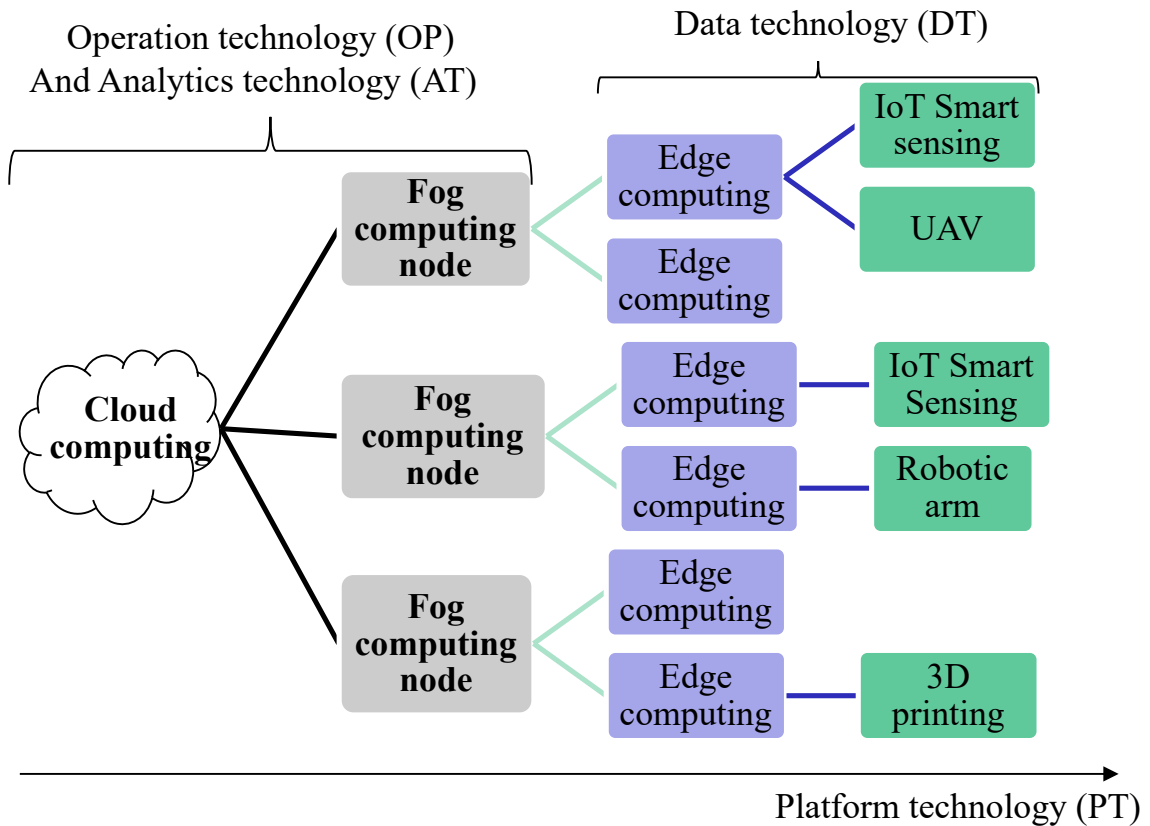 Operation technology (OP)
And Analytics technology (AT)
Data technology (DT)
Cloud
computing
Fog
computing
node
Edge
computing
IoT Smart
sensing
UAV
Edge
computing
Fog
computing
node
Edge
computing
IoT Smart
Sensing
Edge
computing
Robotic
arm
Fog
computing
node
Edge
computing
Edge
computing
3D
printing
Platform technology (PT)